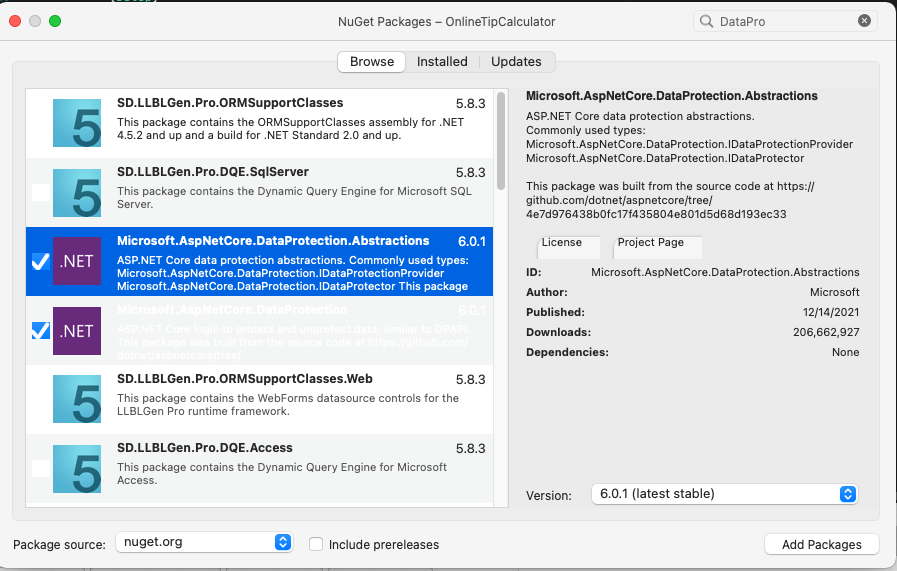 NuGet Packages – OnlineTipCalculator
DataPro
Browse
Installed
Updates
SD.LLBLGen.Pro.ORMSupportClasses
5.8.3
This package contains the ORMSupportClasses assembly for .NET
4.5.2 and up and a build for .NET Standard 2.0 and up.
SD.LLBLGen.Pro.DQE.SqlServer
5.8.3
This package contains the Dynamic Query Engine for Microsoft SQL
Server.
.NET
Microsoft.AspNetCore.DataProtection.Abstractions
6.0.1
ASP.NET Core data protection abstractions. Commonly used types:
Microsoft.AspNetCore.DataProtection.IDataProtectionProvider
Microsoft.AspNetCore.DataProtection.IDataProtector This package
.NET
Microsoft.AspNetCore.DataProtection
6.0.1
ASP.NET Core logic to protect and unprotect data, similar to DPAPI.
This package was built from the source code at https://github.com/
dotnet/aspnetcore/tree/
SD.LLBLGen.Pro.ORMSupportClasses.Web
5.8.3
This package contains the WebForms datasource controls for the
LLBLGen Pro runtime framework.
SD.LLBLGen.Pro.DQE.Access
5.8.3
This package contains the Dynamic Query Engine for Microsoft
Access.
Microsoft.AspNetCore.DataProtection.Abstractions
ASP.NET Core data protection abstractions.
Commonly used types:
Microsoft.AspNetCore.DataProtection.IDataProtectionProvider
Microsoft.AspNetCore.DataProtection.IDataProtector
This package was built from the source code at https://
github.com/dotnet/aspnetcore/tree/
4e7d976438b0fc17f435804e801d5d68d193ec33
License
Project Page
ID: Microsoft.AspNetCore.DataProtection.Abstractions
Author: Microsoft
Published: 12/14/2021
Downloads: 206,662,927
Dependencies: None
Version: 6.0.1 (latest stable)
Package source: nuget.org
Include prereleases
Add Packages